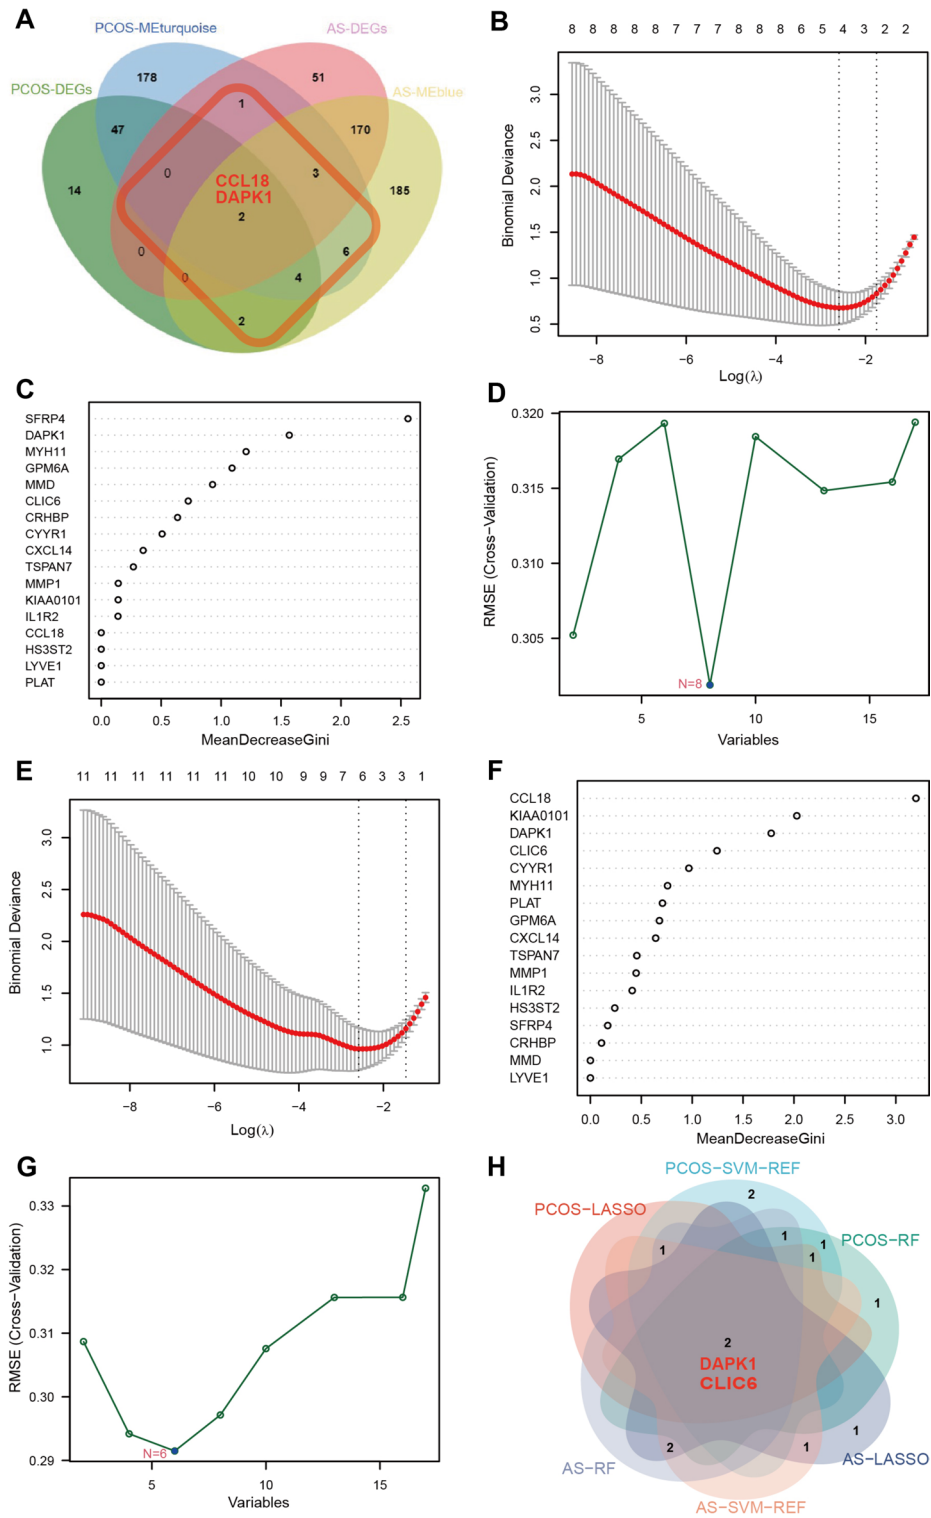 A
PCOS-MEturquoise
AS-DEGs
PCOS-DEGs
AS-MEblue
178
51
1
47
170
0
3
14
CCL18
185
DAPK1
2
0
6
0
4
2
B
8 8 8 8 8 7 7 7 8 8 6 5 4 3 2 2
Binomial Deviance
3.0
2.5
2.0
1.5
1.0
0.5
−8 −6 −4 −2
Log(λ)
C
SFRP4
DAPK1
MYH11
GPM6A
MMD
CLIC6
CRHBP
CYYR1
CXCL14
TSPAN7
MMP1
KIAA0101
IL1R2
CCL18
HS3ST2
LYVE1
PLAT
0.0 0.5 1.0 1.5 2.0 2.5
MeanDecreaseGini
D
RMSE (Cross−Validation)
0.320
0.315
0.310
0.305
N=8
5 10 15
Variables
E
11 11 11 11 11 11 10 10 9 9 7 6 3 3 1
Binomial Deviance
3.0
2.5
2.0
1.5
1.0
−8 −6 −4 −2
Log(λ)
F
CCL18
KIAA0101
DAPK1
CLIC6
CYYR1
MYH11
PLAT
GPM6A
CXCL14
TSPAN7
MMP1
IL1R2
HS3ST2
SFRP4
CRHBP
MMD
LYVE1
0.0 0.5 1.0 1.5 2.0 2.5 3.0
MeanDecreaseGini
G
RMSE (Cross−Validation)
0.33
0.32
0.31
0.30
0.29
N=6
5 10 15
Variables
H
PCOS−SVM−REF
PCOS−LASSO
PCOS−RF
2
1
1
1
1
1
2
DAPK1
CLIC6
1
2
1
AS−LASSO
AS−RF
AS−SVM−REF